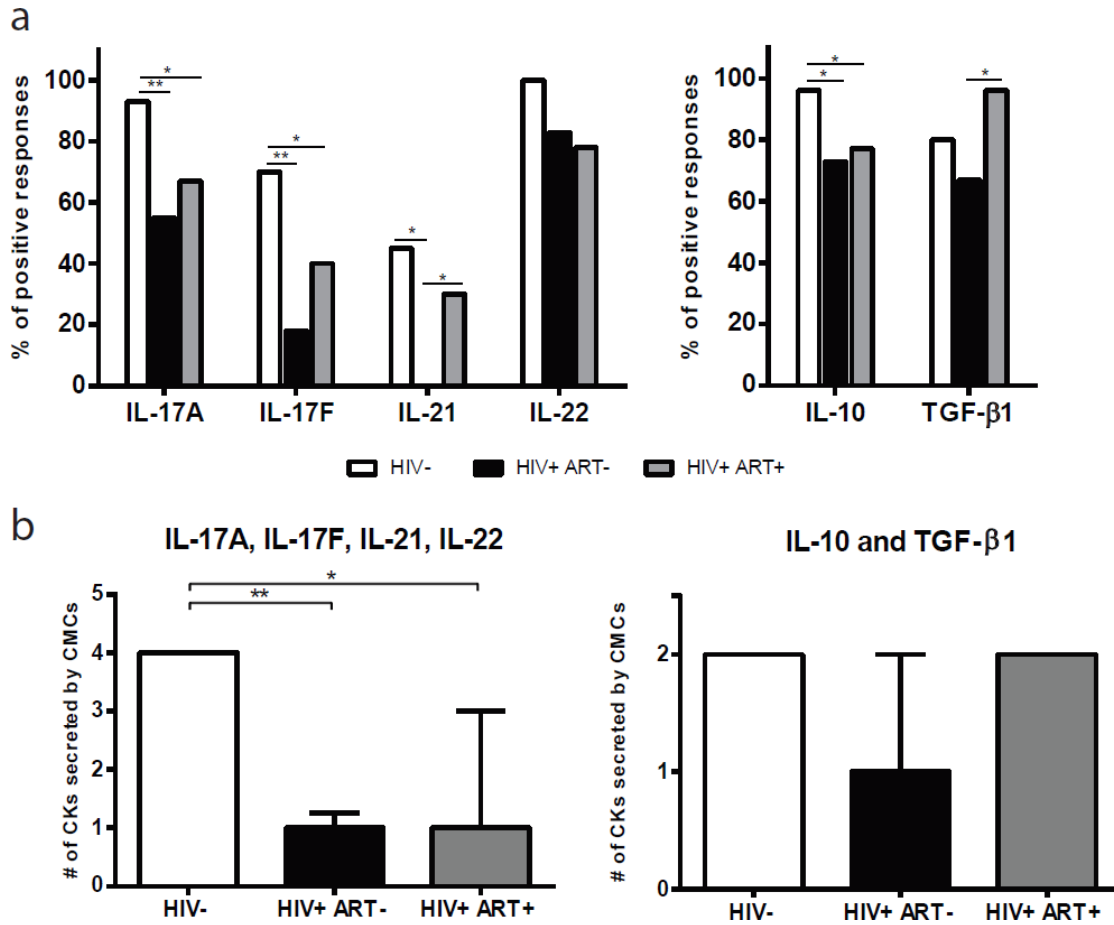 a
% of positive responses
100
80
60
40
20
0
* ** * ** * *
IL-17A IL-17F IL-21 IL-22
% of positive responses
100
80
60
40
20
0
* * *
IL-10 TGF-β1
HIV- HIV+ ART- HIV+ ART+
b
IL-17A, IL-17F, IL-21, IL-22
# of CKs secreted by CMCs
5
4
3
2
1
0
*
**
HIV- HIV+ ART- HIV+ ART+
IL-10 and TGF-β1
# of CKs secreted by CMCs
2
1
0
HIV- HIV+ ART- HIV+ ART+